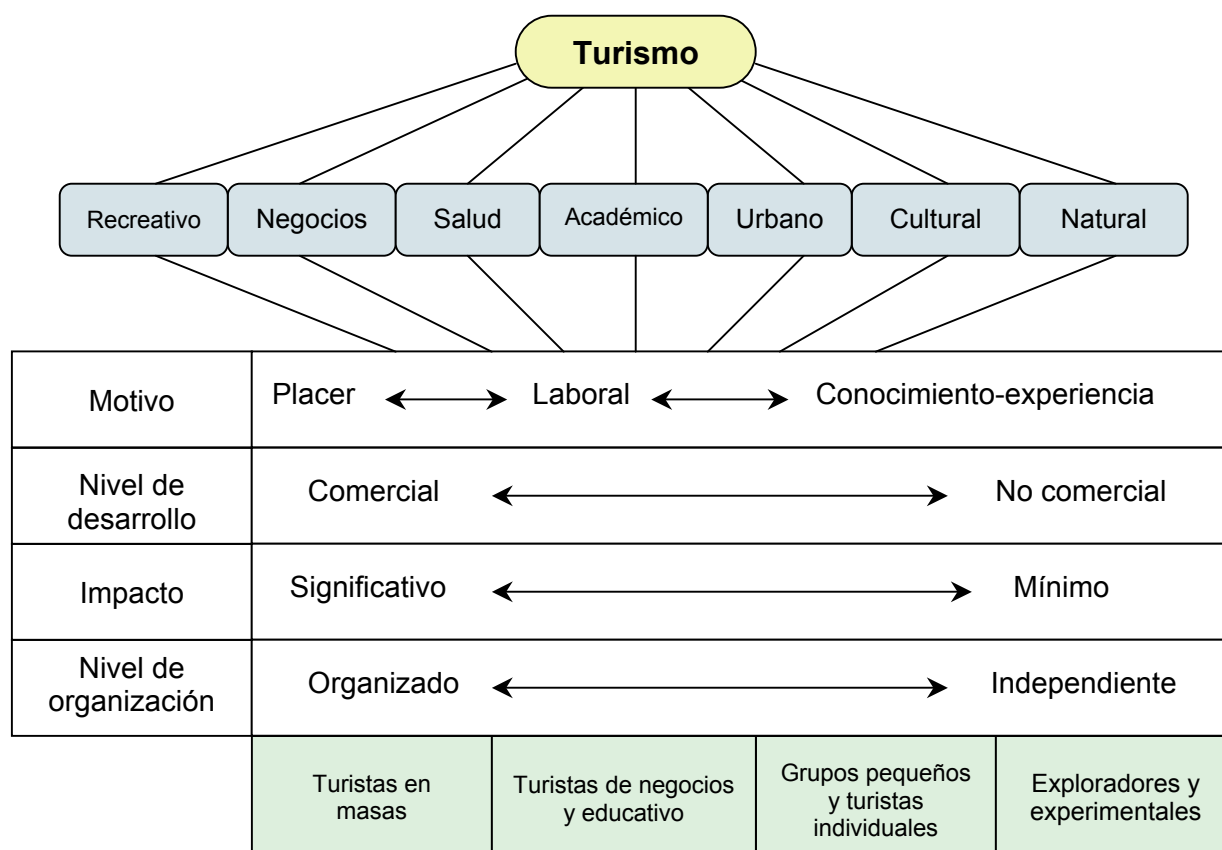 Turismo
Recreativo
Negocios
Salud
Académico
Urbano
Cultural
Natural
Motivo
Placer
Laboral
Conocimiento-experiencia
Nivel de
desarrollo
Comercial
No comercial
Impacto
Significativo
Mínimo
Nivel de
organización
Organizado
Independiente
Turistas en
masas
Turistas de negocios
y educativo
Grupos pequeños
y turistas
individuales
Exploradores y
experimentales